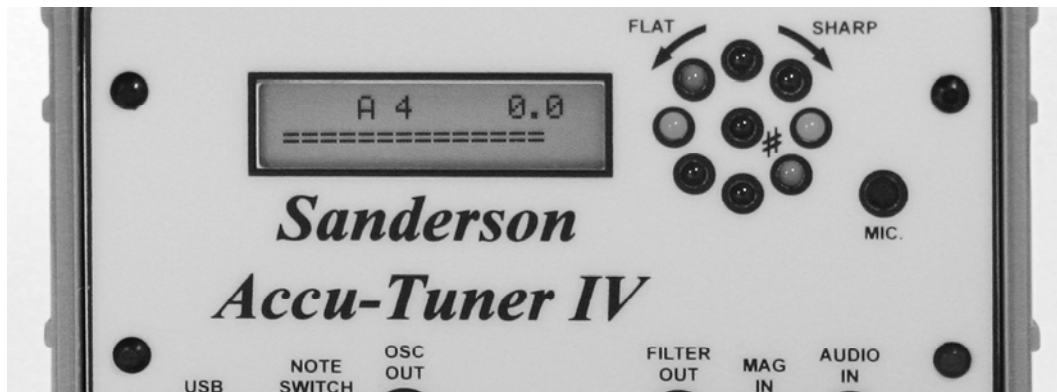 FLAT SHARP
A 4 0.0
==============
#
Sanderson
MIC.
Accu-Tuner IV
OSC
OUT
FILTER
OUT
AUDIO
IN
NOTE
SWITCH
MAG
IN
USB